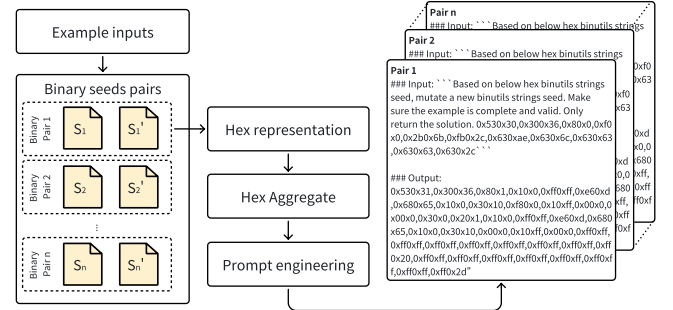 Example inputs
Binary seeds pairs
Binary
Pair 1
S1
S1'
Binary
Pair 2
S2
S2'
Binary
Pair n
Sn
Sn'
Hex representation
Hex Aggregate
Prompt engineering
Pair n
### Input: ```Based on below hex binutils strings
Pair 2
### Input: ```Based on below hex binutils strings
Pair 1
### Input: ```Based on below hex binutils strings
seed, mutate a new binutils strings seed. Make
sure the example is complete and valid. Only
return the solution. 0x530x30,0x300x36,0x80x0,0xf0
x0,0x2b0x6b,0xfb0x2c,0x630xae,0x630x6c,0x630x63
,0x630x63,0x630x2c```
### Output:
0x530x31,0x300x36,0x80x1,0x10x0,0xff0xff,0xe60xd
,0x680x65,0x10x0,0x30x10,0xf80x0,0x10xff,0x00x0,0
x00x0,0x30x0,0x20x1,0x10x0,0xff0xff,0xe60xd,0x680
x65,0x10x0,0x30x10,0x00x0,0x10xff,0x00x0,0xff0xff,
0xff0xff,0xff0xff,0xff0xff,0xff0xff,0xff0xff,0xff0xff,0xff
0x20,0xff0xff,0xff0xff,0xff0xff,0xff0xff,0xff0xff,0xff0xf
f,0xff0xff,0xff0x2d"